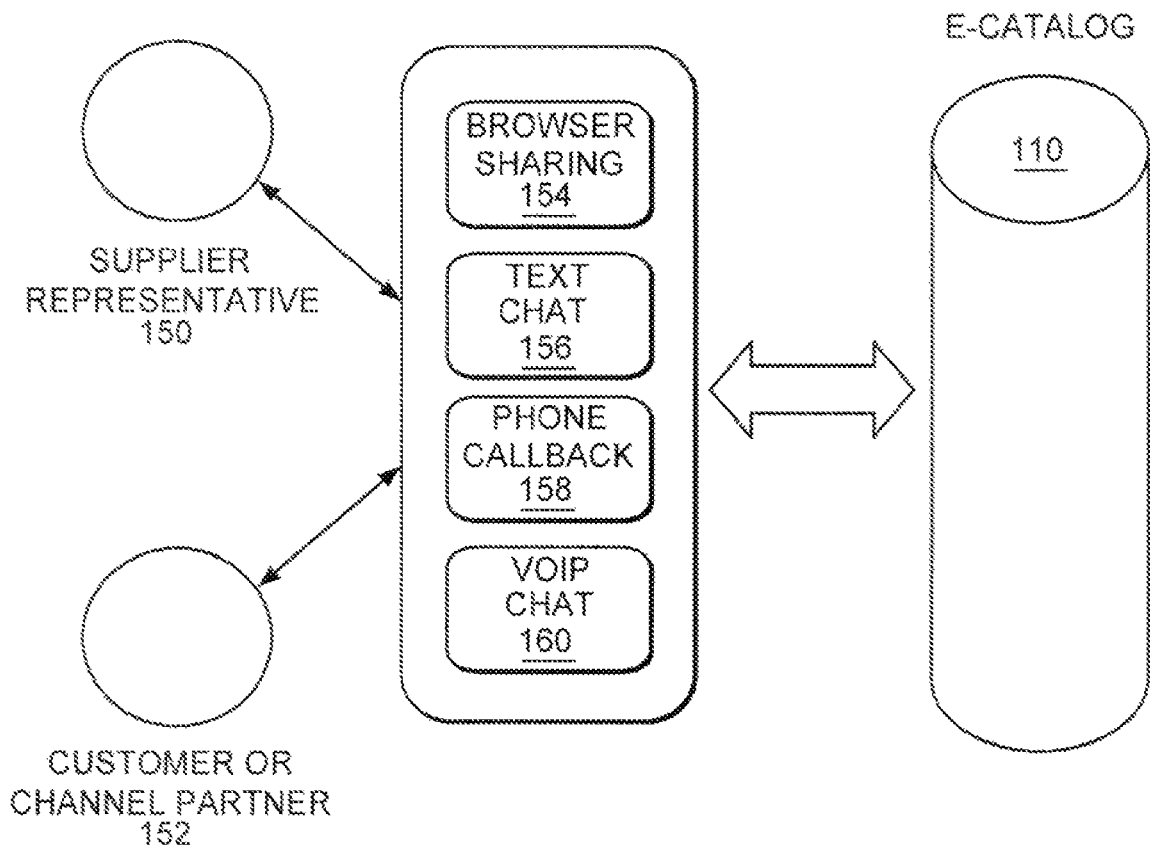 E-CATALOG
110
BROWSER
SHARING
154
TEXT
CHAT
156
PHONE
CALLBACK
158
VOIP
CHAT
160
SUPPLIER
REPRESENTATIVE
150
CUSTOMER OR
CHANNEL PARTNER
152